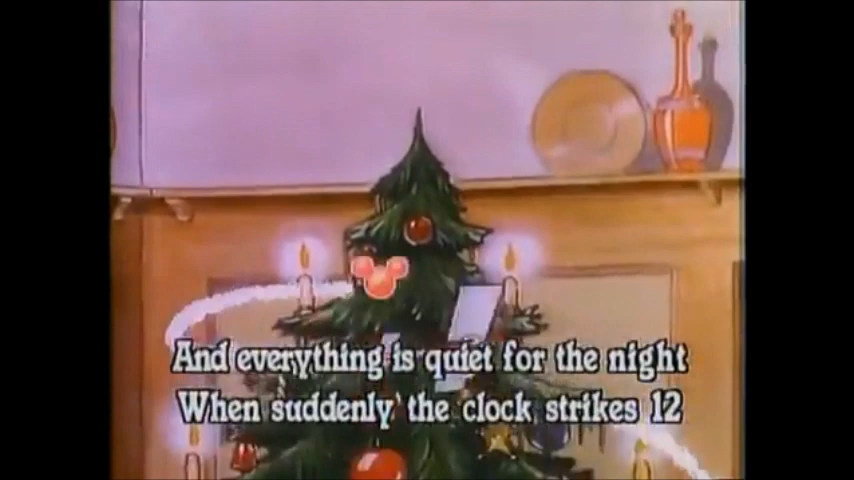 And everything is quiet for the night
When suddenly the clock strikes 12